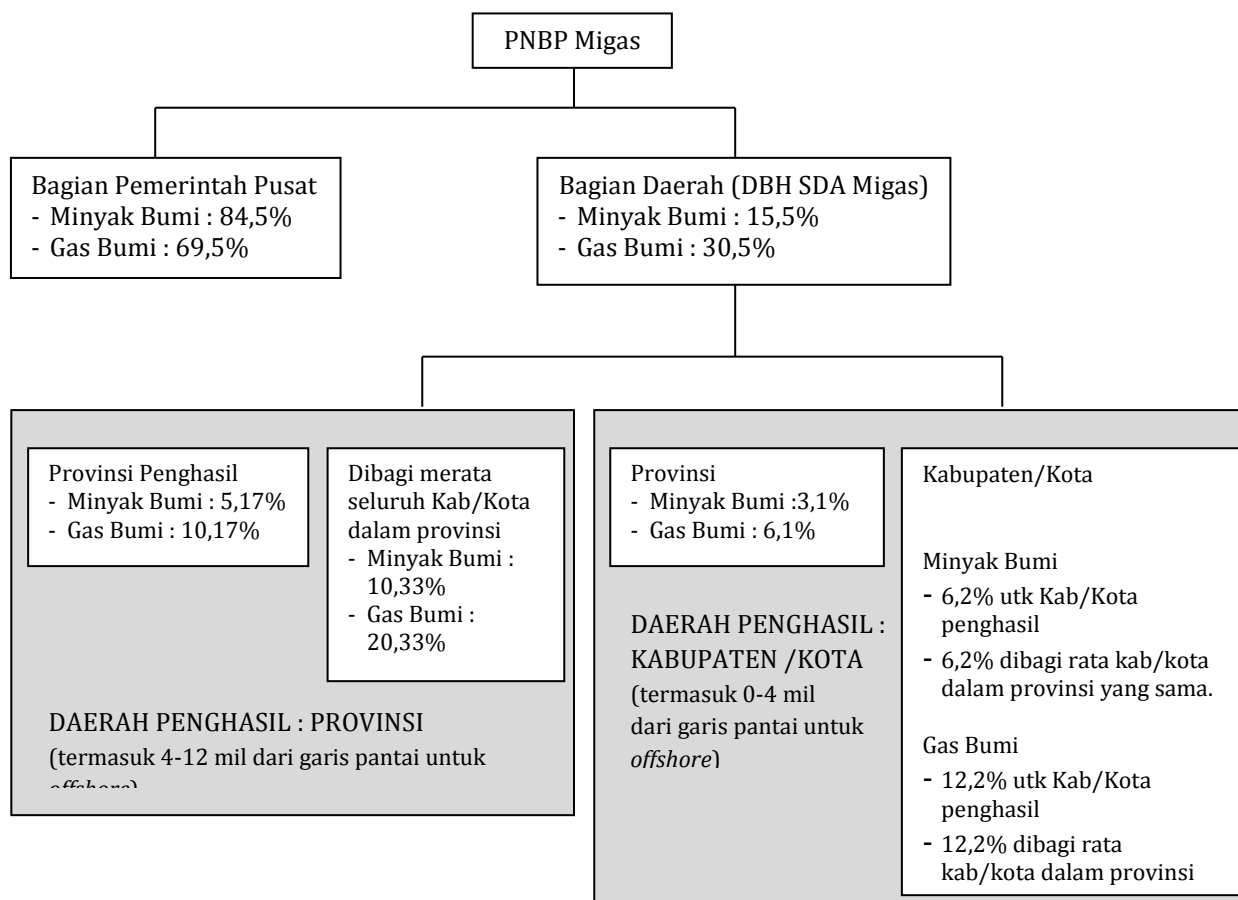 PNBP Migas
Bagian Pemerintah Pusat
- Minyak Bumi : 84,5%
- Gas Bumi : 69,5%
Bagian Daerah (DBH SDA Migas)
- Minyak Bumi : 15,5%
- Gas Bumi : 30,5%
Provinsi Penghasil
- Minyak Bumi : 5,17%
- Gas Bumi : 10,17%
Dibagi merata
seluruh Kab/Kota
dalam provinsi
- Minyak Bumi :
10,33%
- Gas Bumi :
20,33%
DAERAH PENGHASIL : PROVINSI
(termasuk 4-12 mil dari garis pantai untuk
offshore)
Provinsi
- Minyak Bumi :3,1%
- Gas Bumi : 6,1%
DAERAH PENGHASIL :
KABUPATEN /KOTA
(termasuk 0-4 mil
dari garis pantai untuk
offshore)
Kabupaten/Kota
Minyak Bumi
- 6,2% utk Kab/Kota
penghasil
- 6,2% dibagi rata kab/kota
dalam provinsi yang sama.
Gas Bumi
- 12,2% utk Kab/Kota
penghasil
- 12,2% dibagi rata
kab/kota dalam provinsi